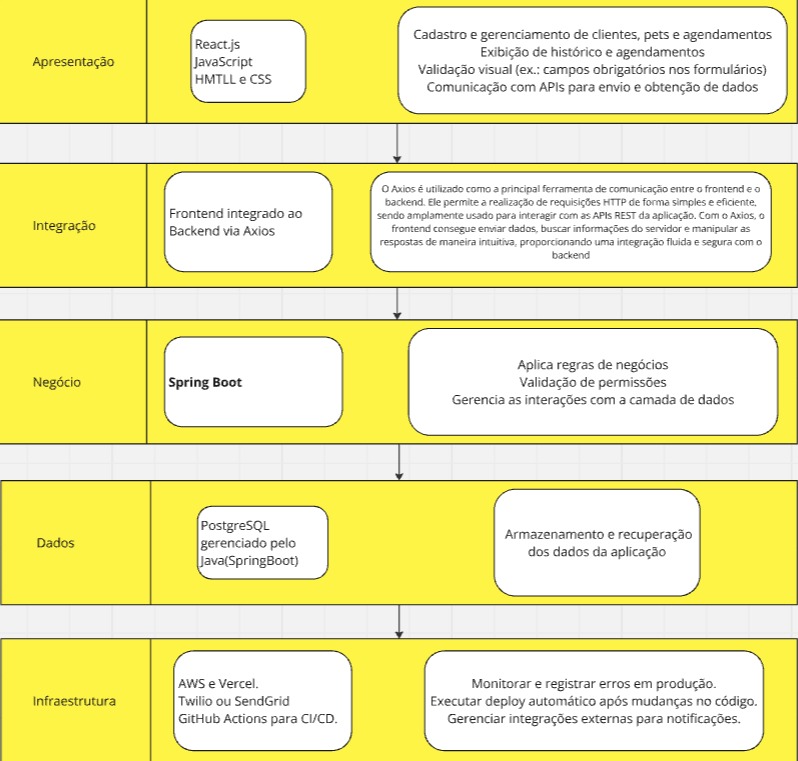 Apresentação
React.js
JavaScript
HMTLL e CSS
Cadastro e gerenciamento de clientes, pets e agendamentos
Exibição de histórico e agendamentos
Validação visual (ex.: campos obrigatórios nos formulários)
Comunicação com APIs para envio e obtenção de dados
Integração
Frontend integrado ao
Backend via Axios
O Axios é utilizado como a principal ferramenta de comunicação entre o frontend e o
backend. Ele permite a realização de requisições HTTP de forma simples e eficiente,
sendo amplamente usado para interagir com as APIs REST da aplicação. Com o Axios, o
frontend consegue enviar dados, buscar informações do servidor e manipular as
respostas de maneira intuitiva, proporcionando uma integração fluida e segura com o
backend
Negócio
Spring Boot
Aplica regras de negócios
Validação de permissões
Gerencia as interações com a camada de dados
Dados
PostgreSQL
gerenciado pelo
Java(SpringBoot)
Armazenamento e recuperação
dos dados da aplicação
Infraestrutura
AWS e Vercel.
Twilio ou SendGrid
GitHub Actions para CI/CD.
Monitorar e registrar erros em produção.
Executar deploy automático após mudanças no código.
Gerenciar integrações externas para notificações.